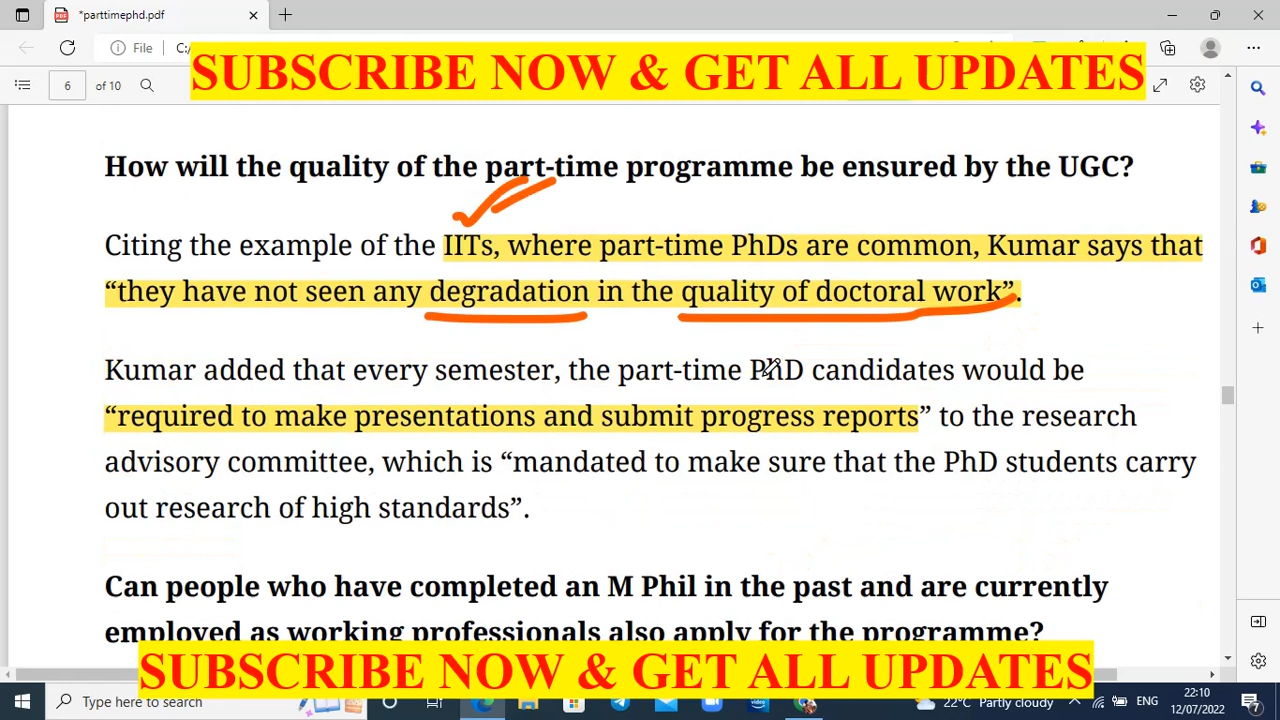 *parttimephd.pdf
File
C:/
SUBSCRIBE NOW & GET ALL UPDATES
6 of 10
How will the quality of the part-time programme be ensured by the UGC?
Citing the example of the IITs, where part-time PhDs are common, Kumar says that
“they have not seen any degradation in the quality of doctoral work”.
Kumar added that every semester, the part-time PhD candidates would be
“required to make presentations and submit progress reports” to the research
advisory committee, which is “mandated to make sure that the PhD students carry
out research of high standards”.
Can people who have completed an M Phil in the past and are currently
employed as working professionals also apply for the programme?
SUBSCRIBE NOW & GET ALL UPDATES
Type here to search
22°C Partly cloudy
ENG
22:10
12/07/2022
7